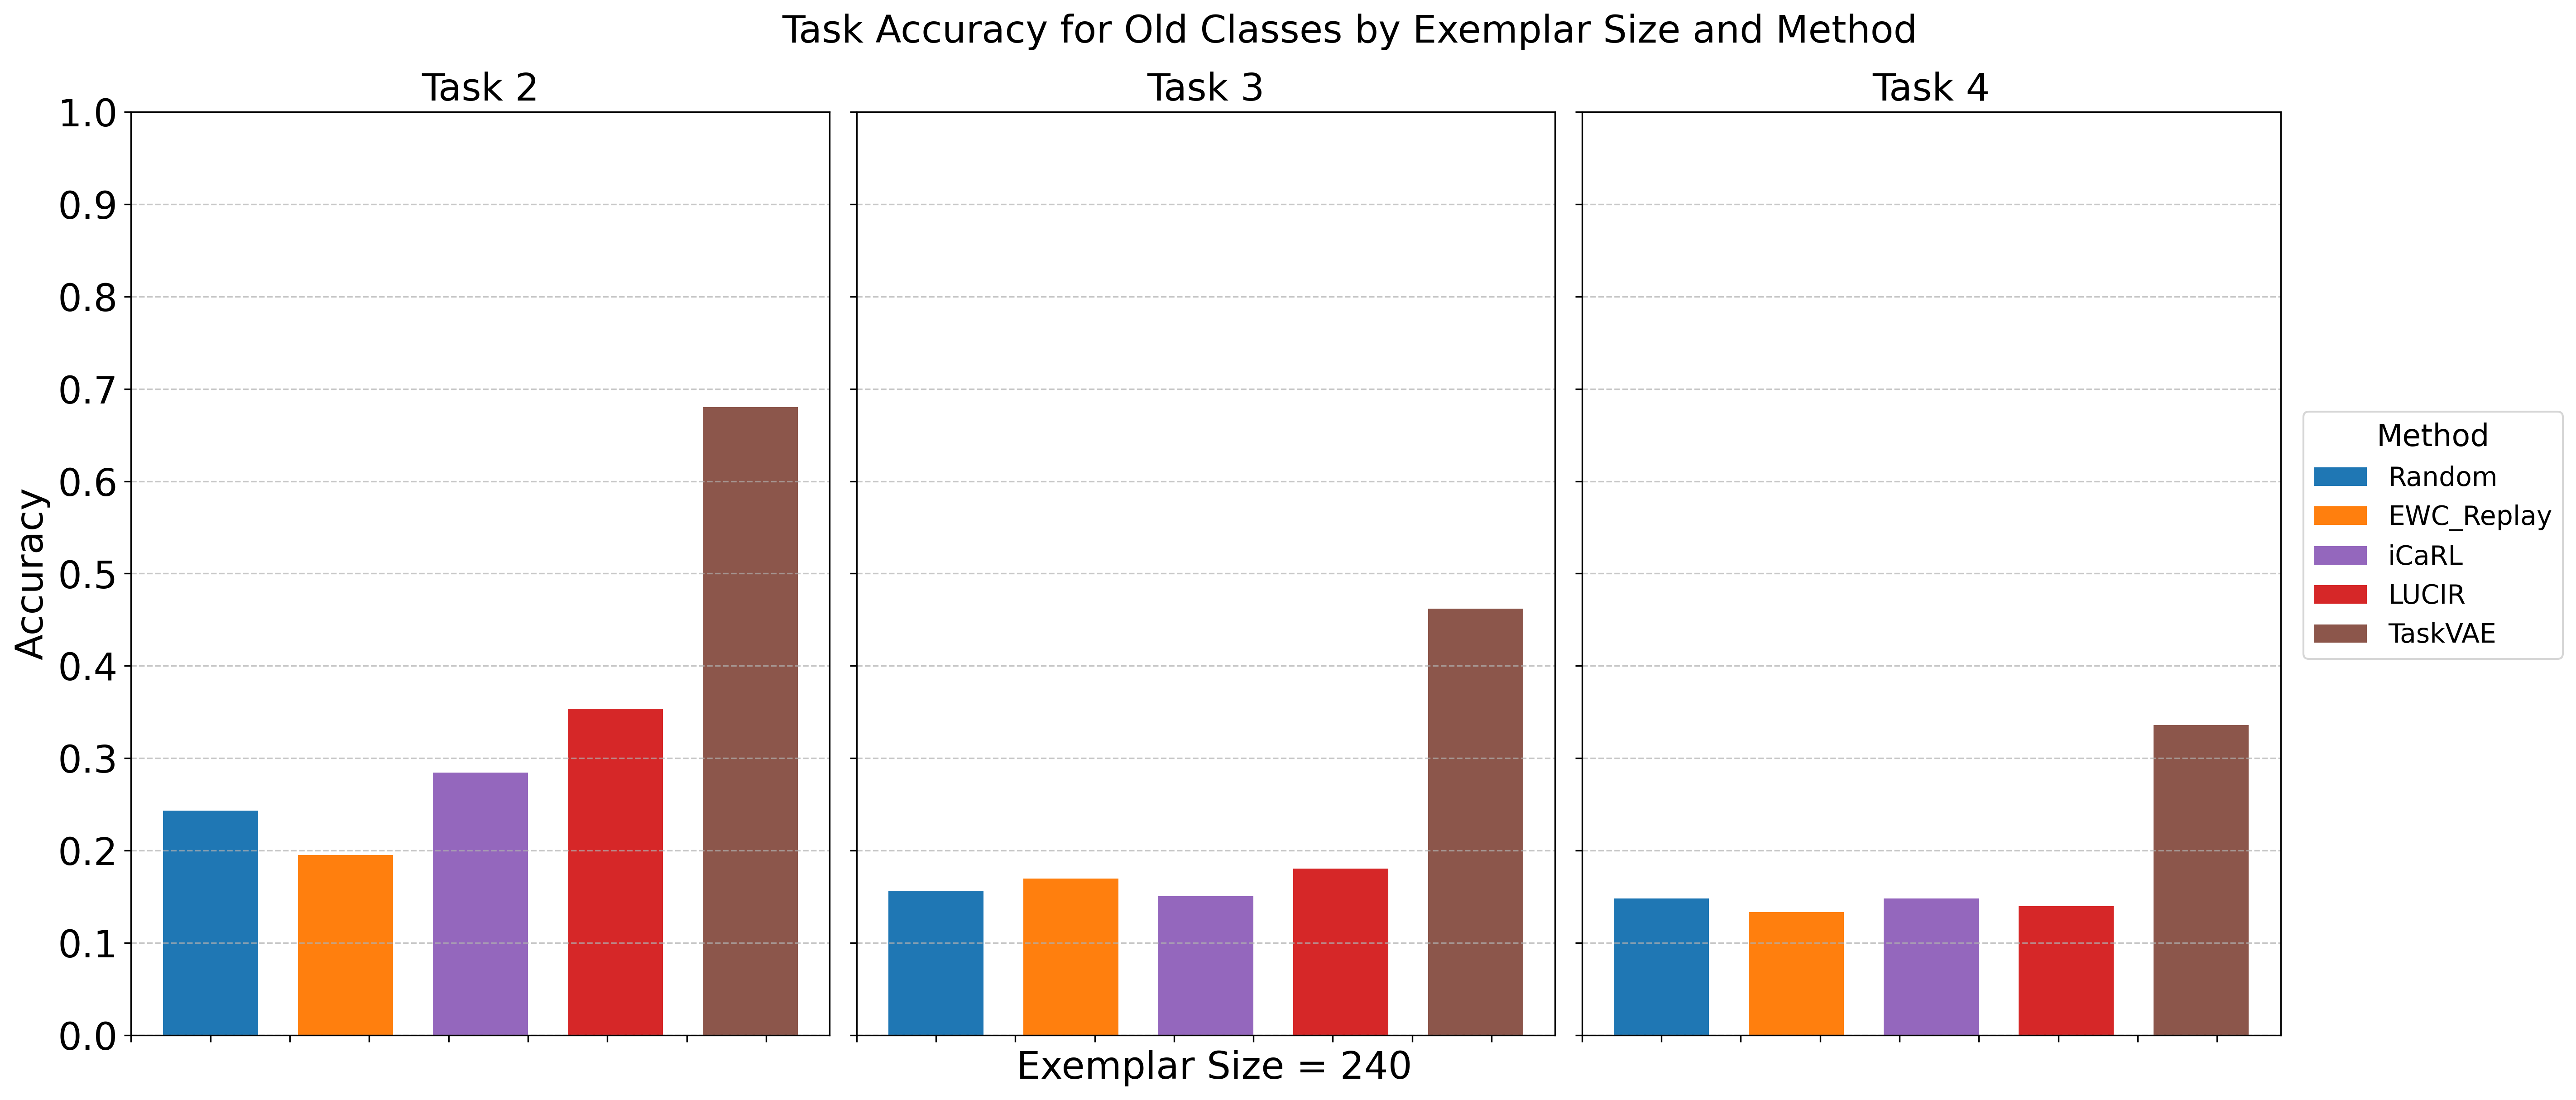 Task Accuracy for Old Classes by Exemplar Size and Method
Task 2
Task 3
Task 4
1.0
0.9
0.8
0.7
0.6
0.5
0.4
0.3
0.2
0.1
0.0
Accuracy
Exemplar Size = 240
Method
Random
EWC_Replay
iCaRL
LUCIR
TaskVAE